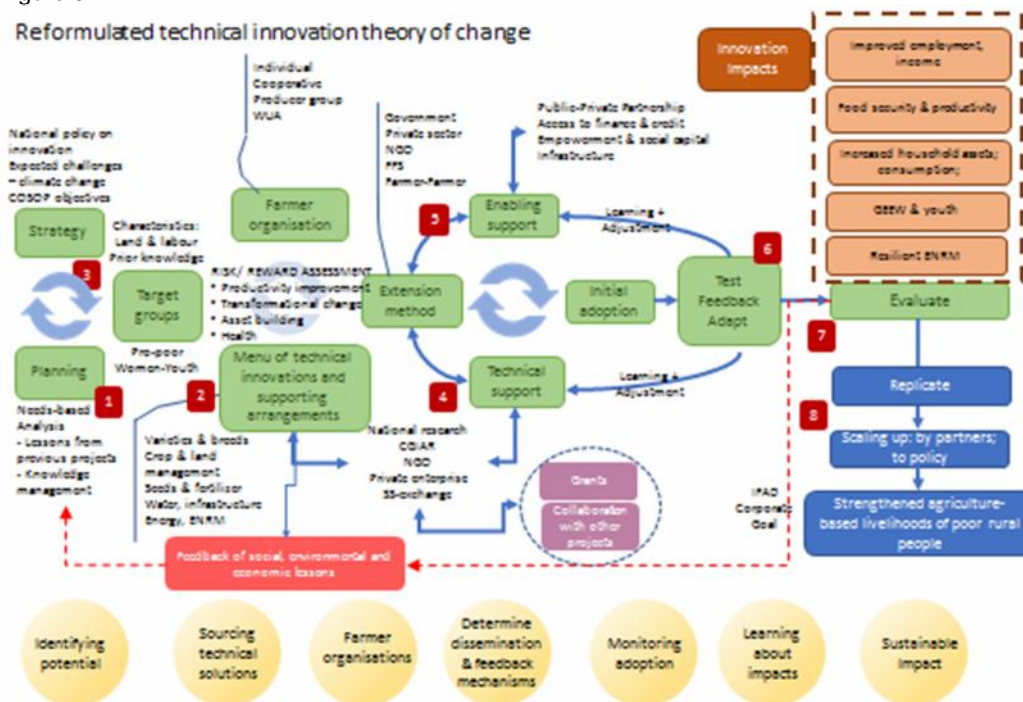 Reformulated technical innovation theory of change
Individual
Cooperative
Producer group
WUA
Government
Private sector
NGO
FFS
Farmer-Farmer
Public-Private Partnership
Access to finance & credit
Empowerment & social capital
Infrastructure
Innovation
Impacts
Improved employment,
income
Food security & productivity
Increased household assets;
consumption;
GEEW & youth
Resilient ENRM
National policy on
innovation
Expected challenges
– climate change
COSOP objectives
Strategy
3
Planning
1
Needs-based
Analysis
- Lessons from
previous projects
- Knowledge
management
Characteristics:
Land & labour
Prior knowledge
Target
groups
Pro-poor
Women-Youth
Farmer
organisation
RISK/ REWARD ASSESSMENT
* Productivity improvement
* Transformational change
* Asset building
* Health
2
Menu of technical
innovations and
supporting
arrangements
Varieties & breeds
Crop & land
management
Seeds & fertiliser
Water, infrastructure
Energy, ENRM
Extension
method
5
Enabling
support
4
Technical
support
Initial
adoption
Learning +
Adjustment
6
Test
Feedback
Adapt
Learning +
Adjustment
National research
CGIAR
NGO
Private enterprise
SS-exchange
Grants
Collaboration
with other
projects
IFAD
Corporate
Goal
Evaluate
7
Replicate
8
Scaling up: by partners;
to policy
Strengthened agriculture-
based livelihoods of poor rural
people
Feedback of social, environmental and
economic lessons
Identifying
potential
Sourcing
technical
solutions
Farmer
organisations
Determine
dissemination
& feedback
mechanisms
Monitoring
adoption
Learning
about
impacts
Sustainable
Impact